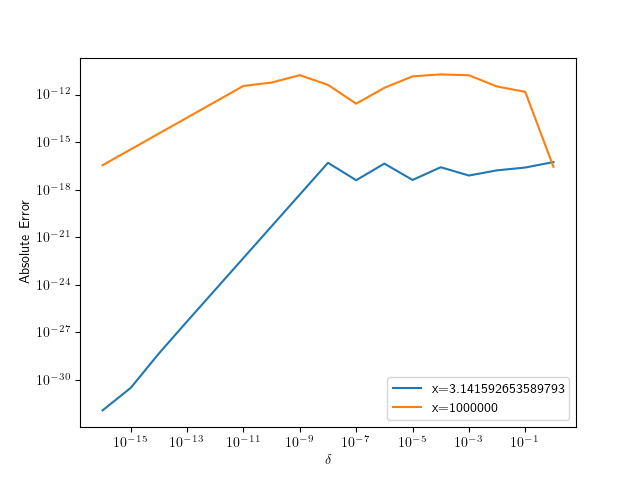 Absolute Error
10⁻¹²
10⁻¹⁵
10⁻¹⁸
10⁻²¹
10⁻²⁴
10⁻²⁷
10⁻³⁰
x=3.141592653589793
x=1000000
10⁻¹⁵ 10⁻¹³ 10⁻¹¹ 10⁻⁹ 10⁻⁷ 10⁻⁵ 10⁻³ 10⁻¹
δ